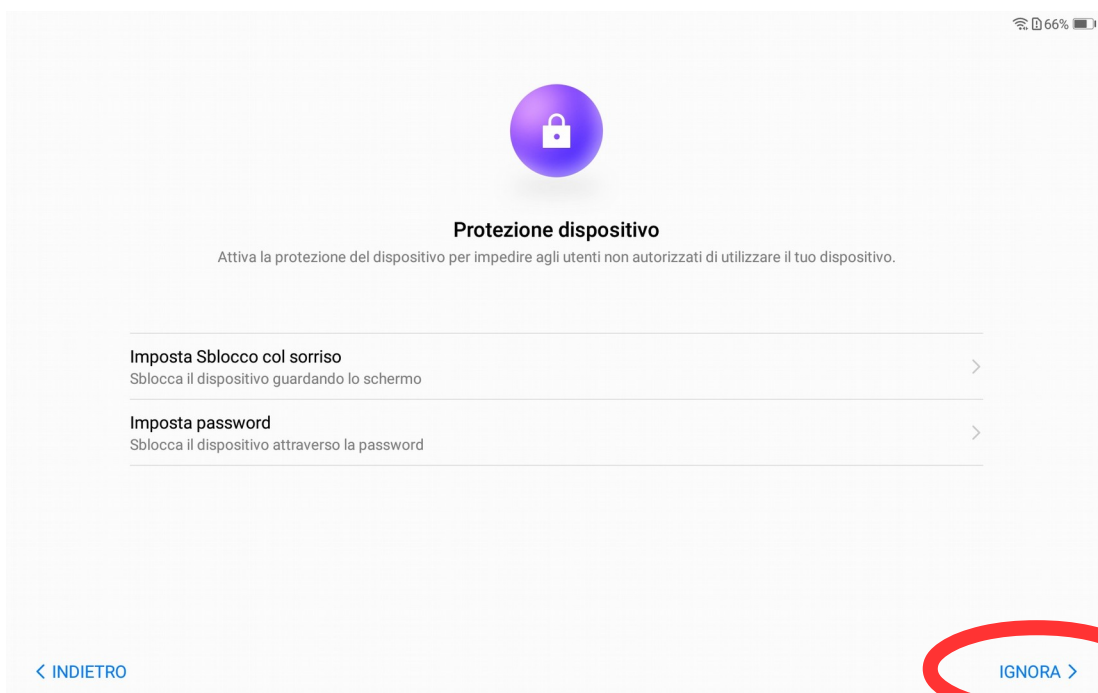 66%
Protezione dispositivo
Attiva la protezione del dispositivo per impedire agli utenti non autorizzati di utilizzare il tuo dispositivo.
Imposta Sblocco col sorriso
Sblocca il dispositivo guardando lo schermo
Imposta password
Sblocca il dispositivo attraverso la password
INDIETRO
IGNORA